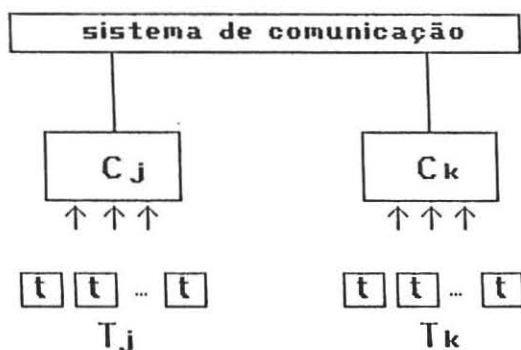 sistema de comunicação
Cj Ck
t t ... t t t ... t
Tj Tk